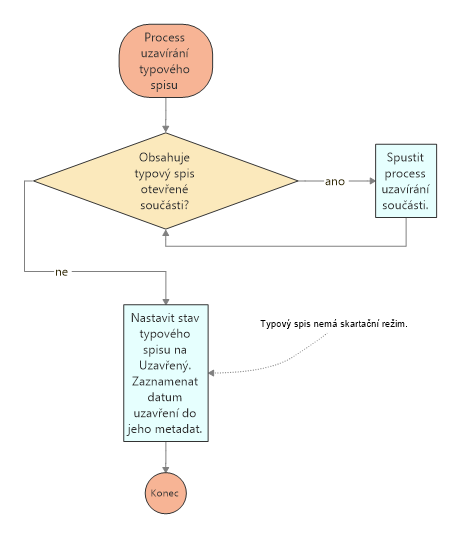 Process
uzavírání
typového
spisu
Obsahuje
typový spis
otevřené
součásti?
ano
Spustit
process
uzavírání
součásti.
ne
Nastavit stav
typového
spisu na
Uzavřený.
Zaznamenat
datum
uzavření do
jeho metadat.
Typový spis nemá skartační režim.
Konec